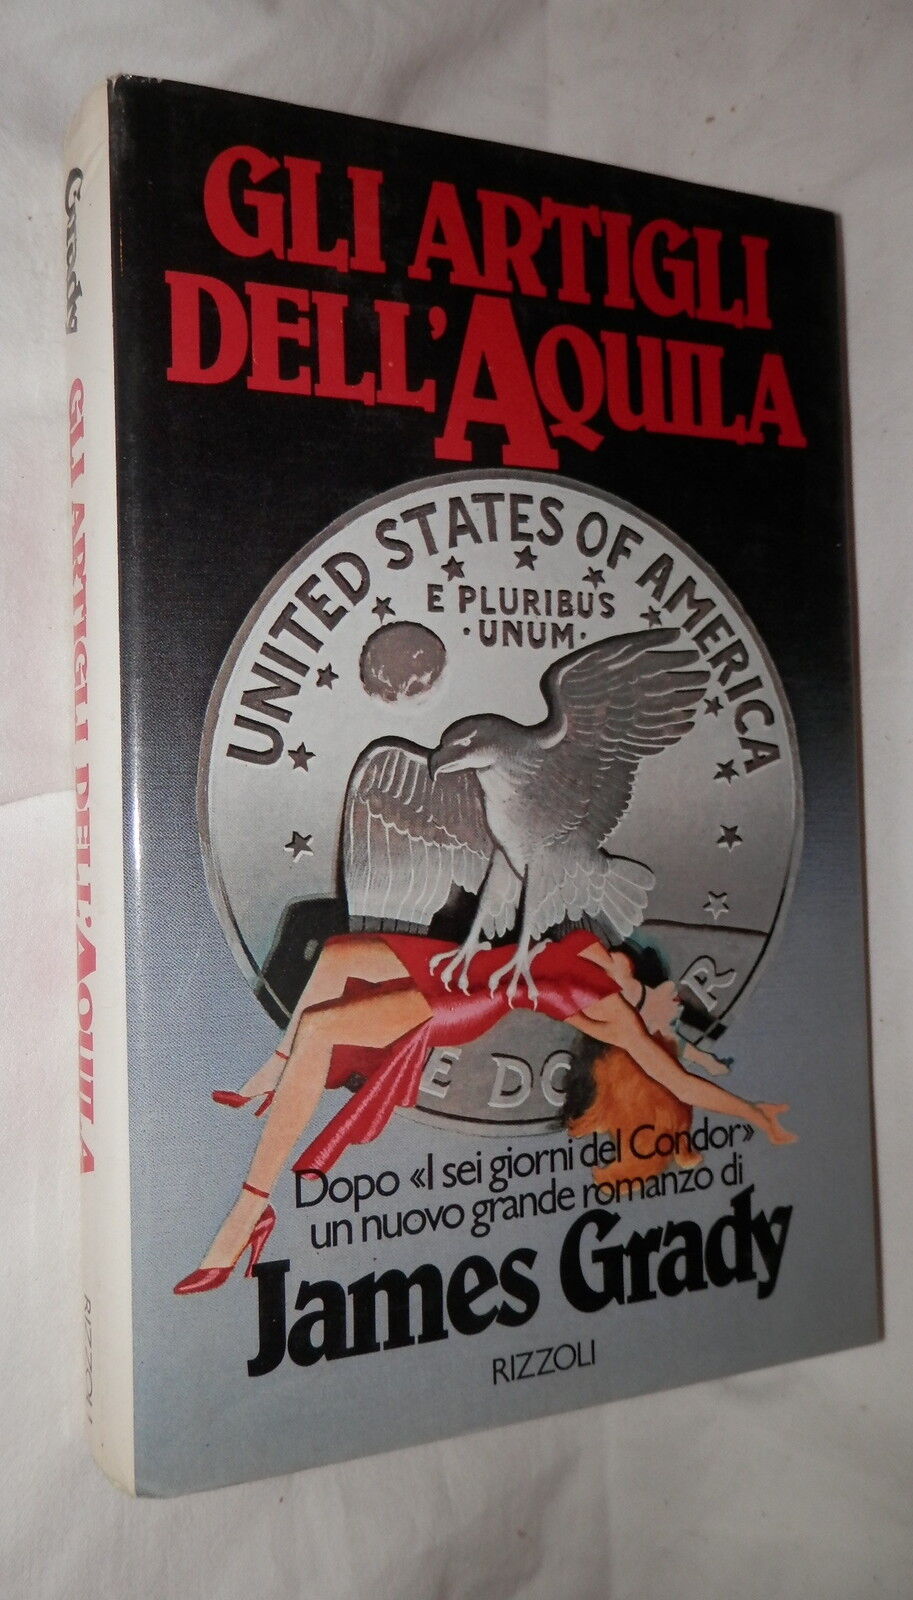 GLI ARTIGLI
DELL'AQUILA
UNITED STATES OF AMERICA
E PLURIBUS
·UNUM·
E DO R
Dopo «I sei giorni del Condor»
un nuovo grande romanzo di
James Grady
RIZZOLI
Grady GLI ARTIGLI DELL'AQUILA RIZZOLI